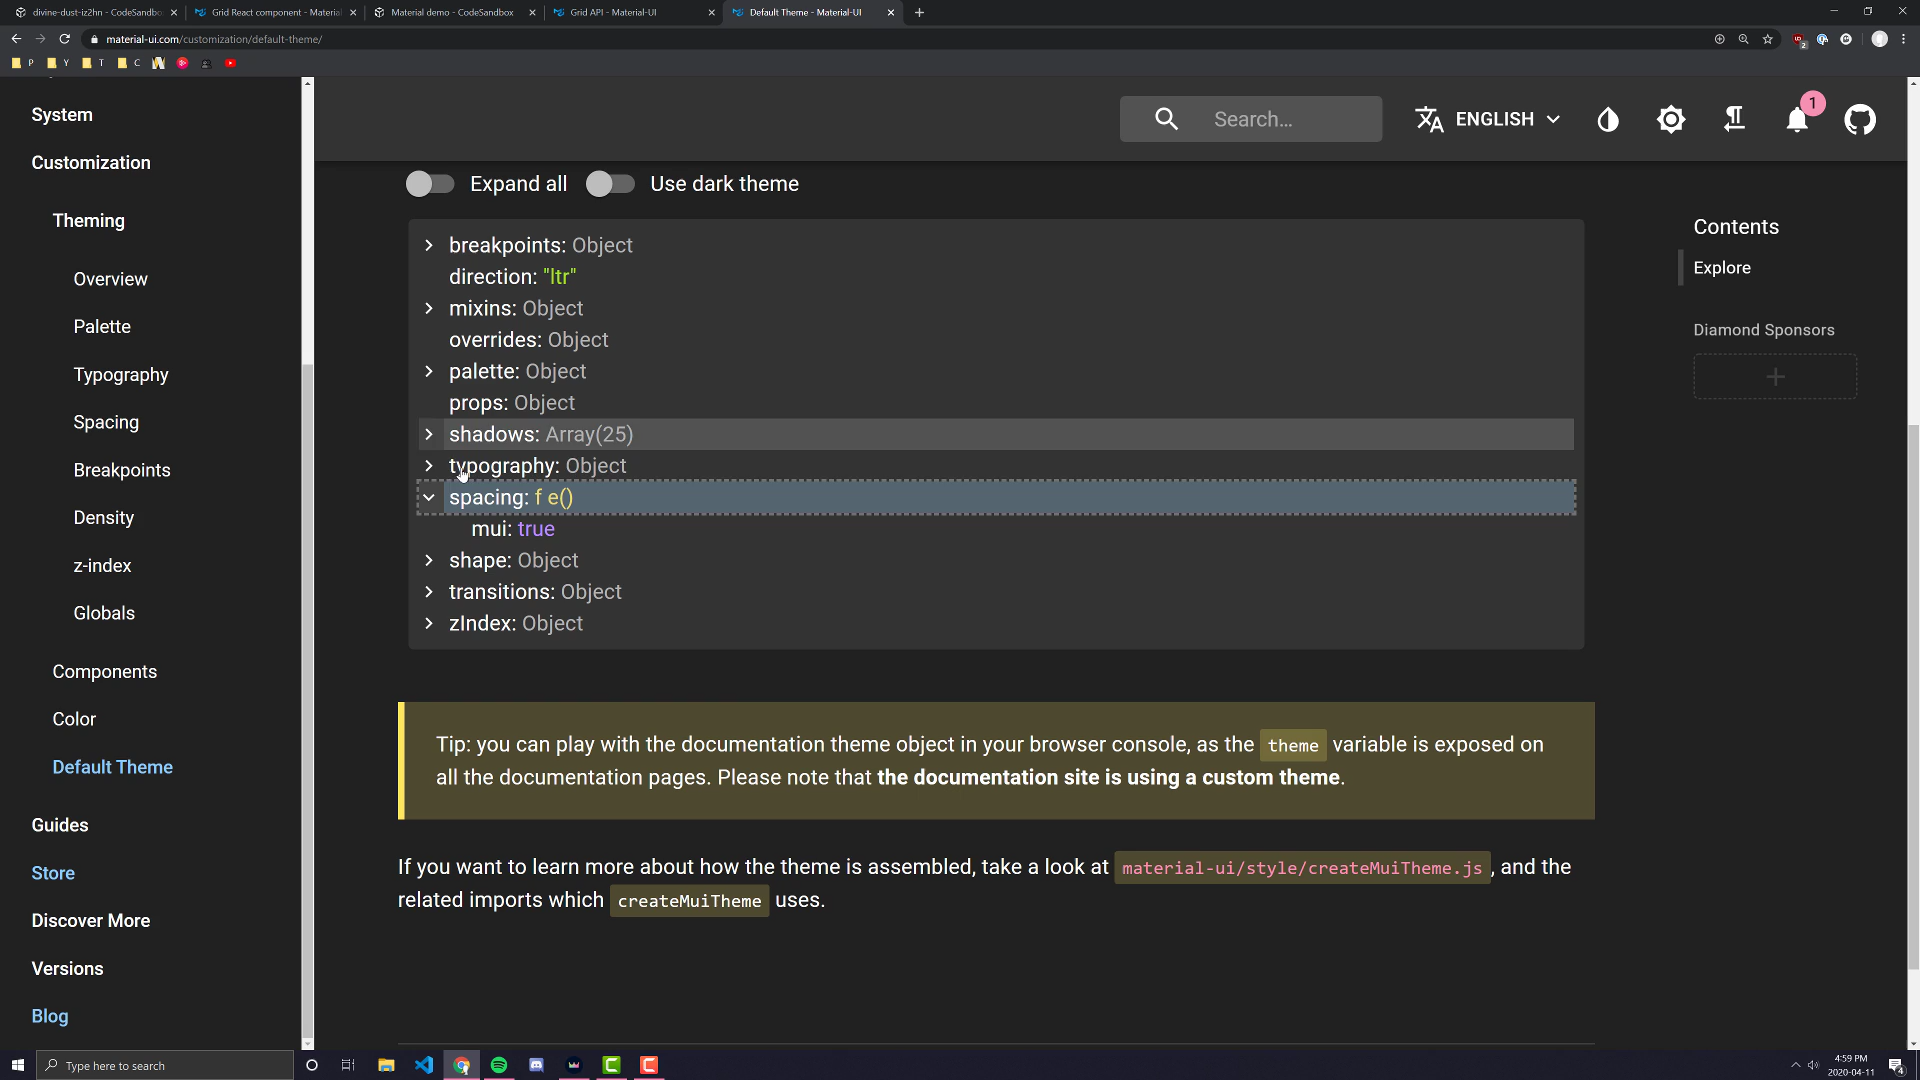 divine-dust-iz2hn - CodeSandbo
Grid React component - Material
Material demo - CodeSandbox
Grid API - Material-UI
Default Theme - Material-UI
material-ui.com/customization/default-theme/
2
P
Y
T
C
System
Customization
Theming
Overview
Palette
Typography
Spacing
Breakpoints
Density
z-index
Globals
Components
Color
Default Theme
Guides
Store
Discover More
Versions
Blog
Search…
ENGLISH
1
Expand all
Use dark theme
breakpoints: Object
direction: "ltr"
mixins: Object
overrides: Object
palette: Object
props: Object
shadows: Array(25)
typography: Object
spacing: f e()
mui: true
shape: Object
transitions: Object
zIndex: Object
Contents
Explore
Diamond Sponsors
Tip: you can play with the documentation theme object in your browser console, as the theme variable is exposed on
all the documentation pages. Please note that the documentation site is using a custom theme.
If you want to learn more about how the theme is assembled, take a look at material-ui/style/createMuiTheme.js, and the
related imports which createMuiTheme uses.
Type here to search
4:59 PM
2020-04-11
4